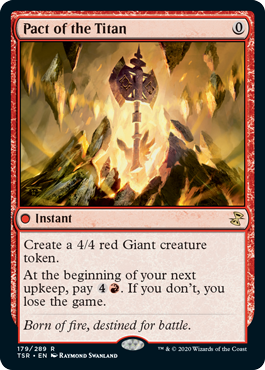 Pact of the Titan 0
Instant
Create a 4/4 red Giant creature
token.
At the beginning of your next
upkeep, pay 4 R. If you don't, you
lose the game.
Born of fire, destined for battle.
179/289 R
TSR • EN RAYMOND SWANLAND
™ & © 2020 Wizards of the Coast